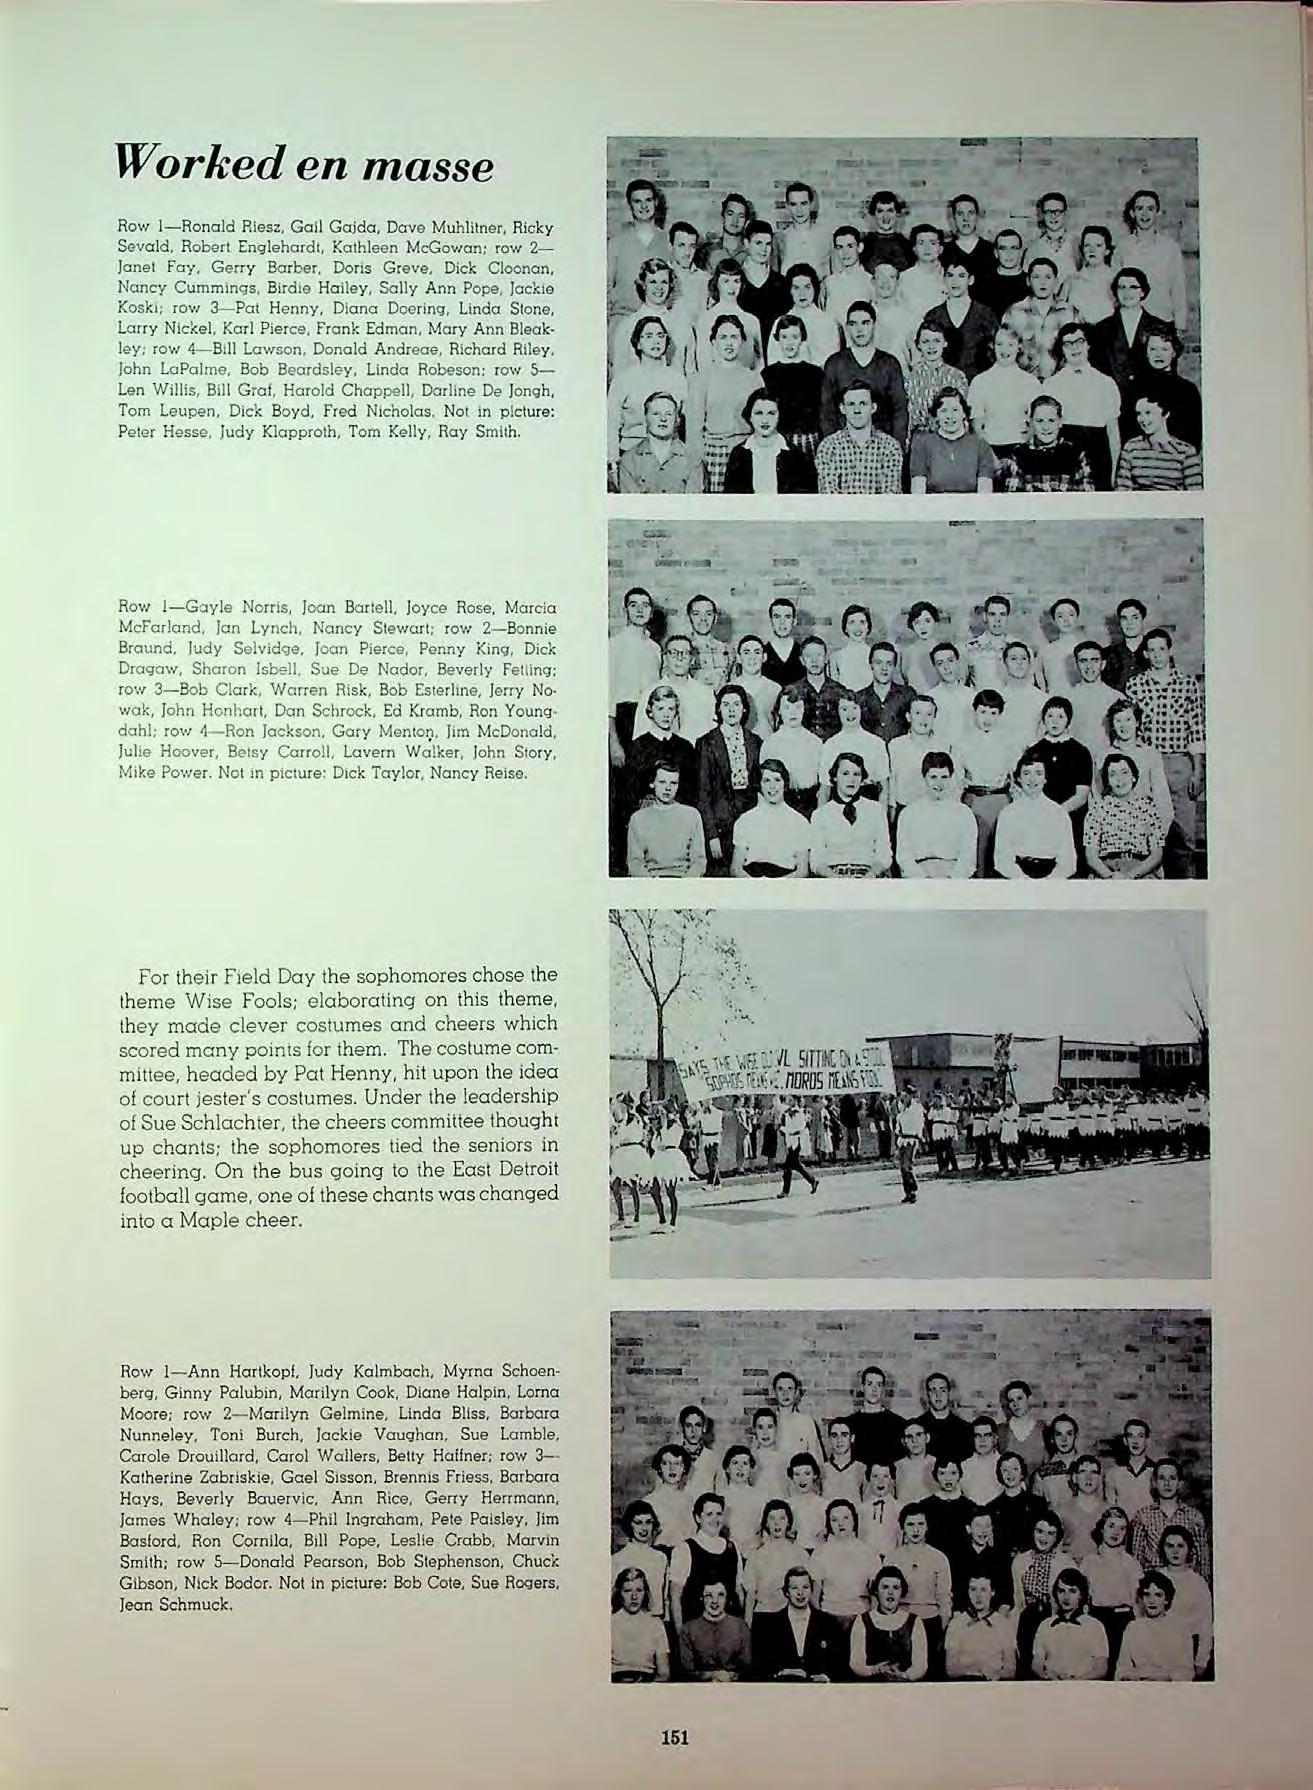 Worked en masse
Row 1—Ronald Riesz, Gail Gajda, Dave Muhlitner, Ricky
Sevald, Robert Englehardt, Kathleen McGowan; row 2—
Janet Fay, Gerry Barber, Doris Greve, Dick Cloonan,
Nancy Cummings, Birdie Hailey, Sally Ann Pope, Jackie
Koski; row 3—Pat Henny, Diana Doering, Linda Stone,
Larry Nickel, Karl Pierce, Frank Edman, Mary Ann Bleak-
ley; row 4—Bill Lawson, Donald Andreae, Richard Riley,
John LaPalme, Bob Beardsley, Linda Robeson; row 5—
Len Willis, Bill Graf, Harold Chappell, Darline De Jongh,
Tom Leupen, Dick Boyd, Fred Nicholas. Not in picture:
Peter Hesse, Judy Klapproth, Tom Kelly, Ray Smith.
Row 1—Gayle Norris, Joan Bartell, Joyce Rose, Marcia
McFarland, Jan Lynch, Nancy Stewart; row 2—Bonnie
Braund, Judy Selvidge, Joan Pierce, Penny King, Dick
Dragaw, Sharon Isbell, Sue De Nador, Beverly Fetling;
row 3—Bob Clark, Warren Risk, Bob Esterline, Jerry No-
wak, John Honhart, Dan Schrock, Ed Kramb, Ron Young-
dahl; row 4—Ron Jackson, Gary Menton, Jim McDonald,
Julie Hoover, Betsy Carroll, Lavern Walker, John Story,
Mike Power. Not in picture: Dick Taylor, Nancy Reise.
SAYS THE WISE OLD OWL SITTING ON A STOOL
SOPHOS MEANS WISE, MOROS MEANS FOOL
For their Field Day the sophomores chose the
theme Wise Fools; elaborating on this theme,
they made clever costumes and cheers which
scored many points for them. The costume com-
mittee, headed by Pat Henny, hit upon the idea
of court jester's costumes. Under the leadership
of Sue Schlachter, the cheers committee thought
up chants; the sophomores tied the seniors in
cheering. On the bus going to the East Detroit
football game, one of these chants was changed
into a Maple cheer.
Row 1—Ann Hartkopf, Judy Kalmbach, Myrna Schoen-
berg, Ginny Palubin, Marilyn Cook, Diane Halpin, Lorna
Moore; row 2—Marilyn Gelmine, Linda Bliss, Barbara
Nunneley, Toni Burch, Jackie Vaughan, Sue Lamble,
Carole Drouillard, Carol Wallers, Betty Haffner; row 3—
Katherine Zabriskie, Gael Sisson, Brennis Friess, Barbara
Hays, Beverly Bauervic, Ann Rice, Gerry Herrmann,
James Whaley; row 4—Phil Ingraham, Pete Paisley, Jim
Basford, Ron Cornila, Bill Pope, Leslie Crabb, Marvin
Smith; row 5—Donald Pearson, Bob Stephenson, Chuck
Gibson, Nick Bodor. Not in picture: Bob Cote, Sue Rogers,
Jean Schmuck.
151